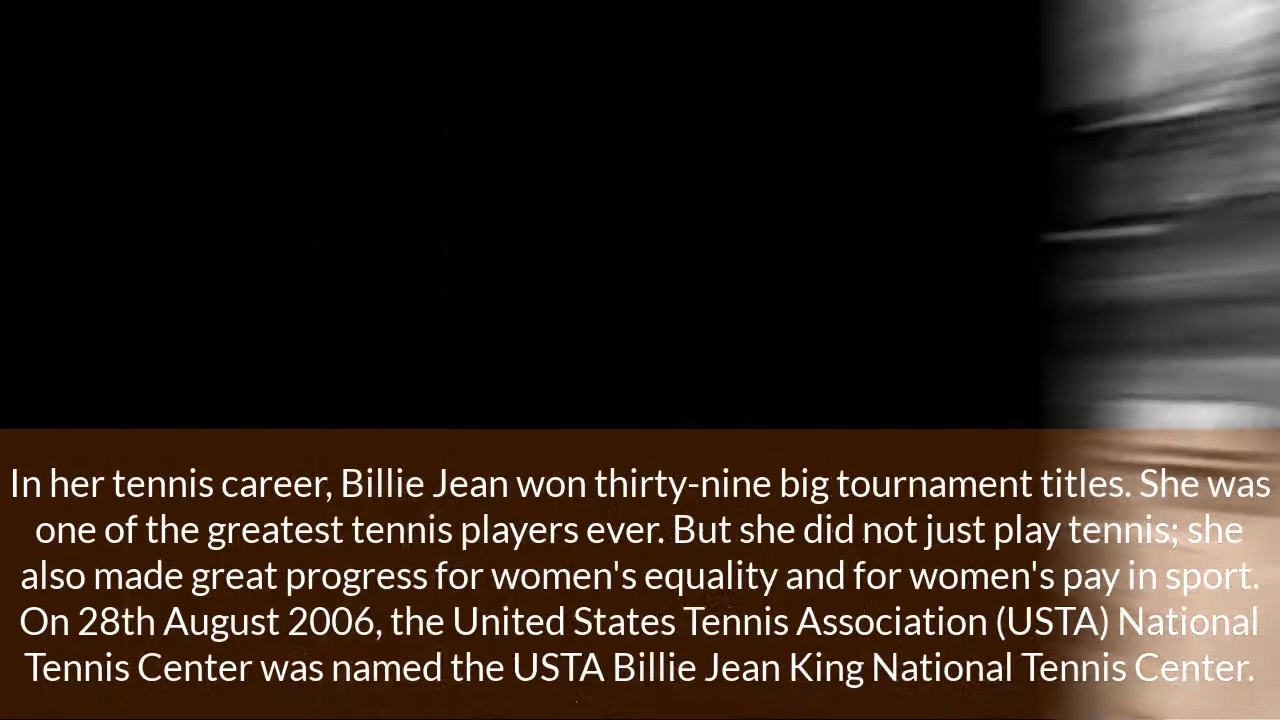 In her tennis career, Billie Jean won thirty-nine big tournament titles. She was
one of the greatest tennis players ever. But she did not just play tennis; she
also made great progress for women's equality and for women's pay in sport.
On 28th August 2006, the United States Tennis Association (USTA) National
Tennis Center was named the USTA Billie Jean King National Tennis Center.